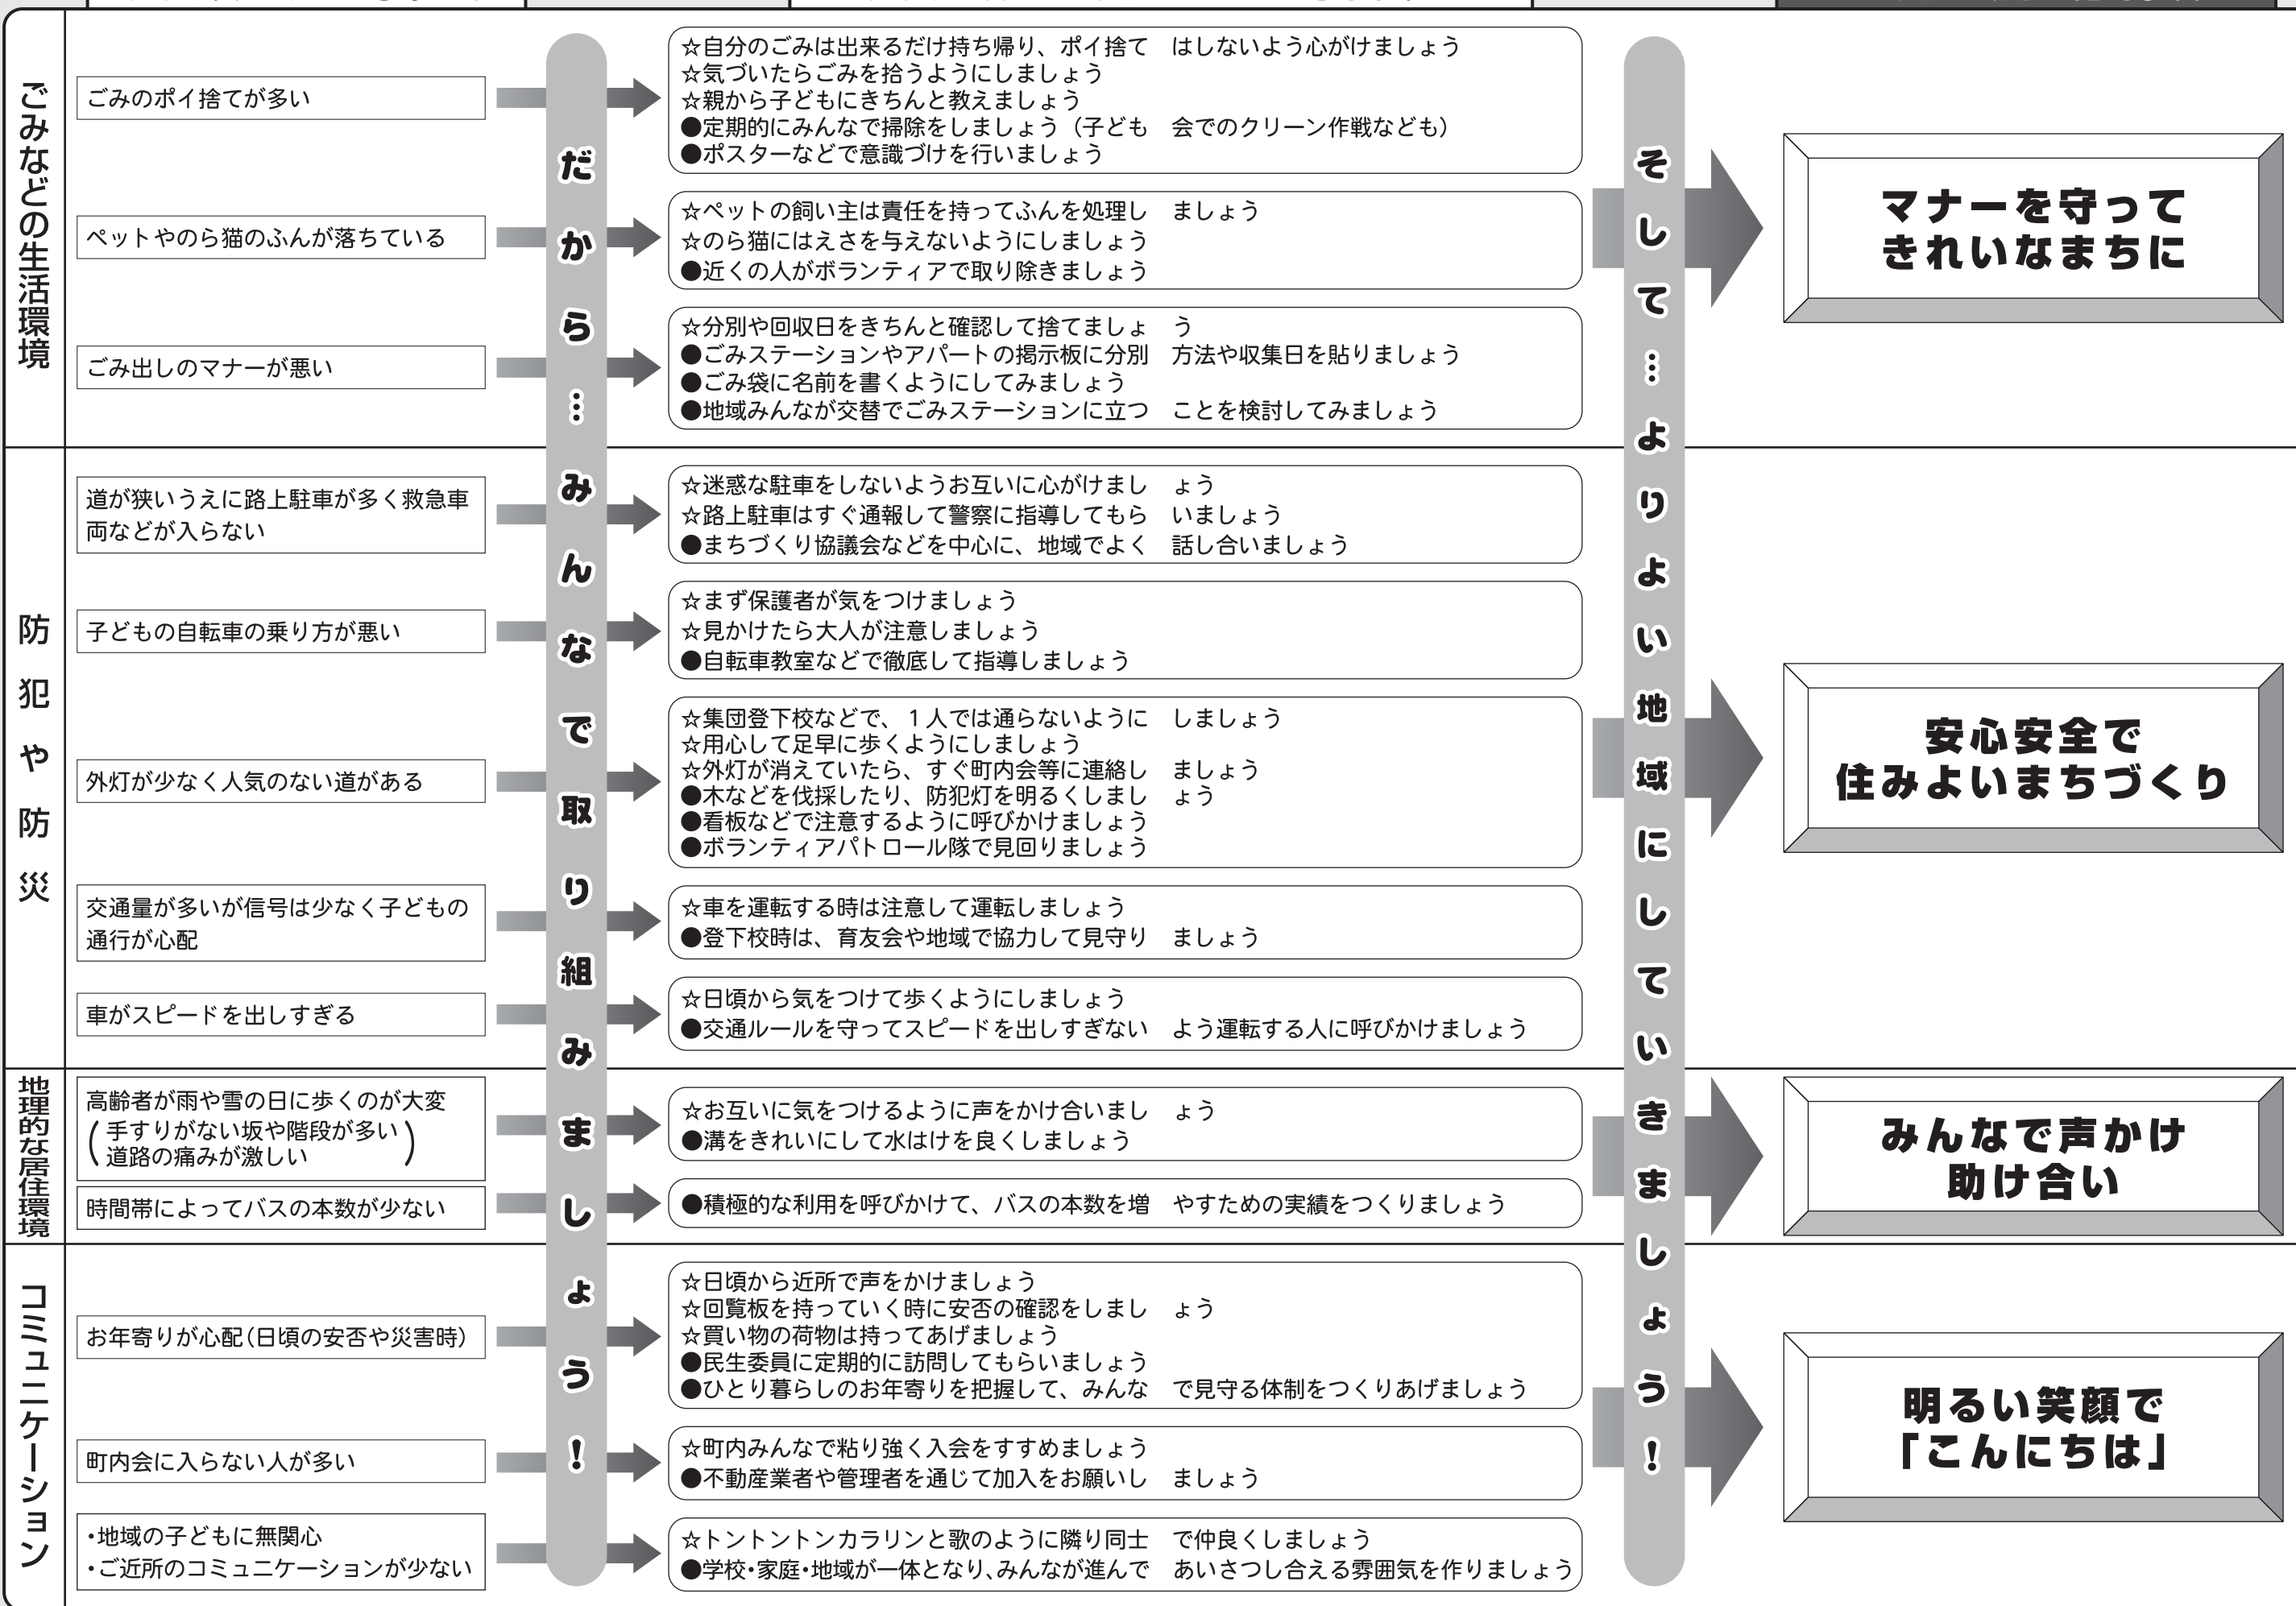 ごみなどの生活環境
ごみのポイ捨てが多い
☆自分のごみは出来るだけ持ち帰り、ポイ捨て　はしないよう心がけましょう
☆気づいたらごみを拾うようにしましょう
☆親から子どもにきちんと教えましょう
●定期的にみんなで掃除をしましょう（子ども　会でのクリーン作戦なども）
●ポスターなどで意識づけを行いましょう
ペットやのら猫のふんが落ちている
☆ペットの飼い主は責任を持ってふんを処理し　ましょう
☆のら猫にはえさを与えないようにしましょう
●近くの人がボランティアで取り除きましょう
ごみ出しのマナーが悪い
☆分別や回収日をきちんと確認して捨てましょ　う
●ごみステーションやアパートの掲示板に分別　方法や収集日を貼りましょう
●ごみ袋に名前を書くようにしてみましょう
●地域みんなが交替でごみステーションに立つ　ことを検討してみましょう
マナーを守って
きれいなまちに
防犯や防災
道が狭いうえに路上駐車が多く救急車
両などが入らない
☆迷惑な駐車をしないようお互いに心がけまし　ょう
☆路上駐車はすぐ通報して警察に指導してもら　いましょう
●まちづくり協議会などを中心に、地域でよく　話し合いましょう
子どもの自転車の乗り方が悪い
☆まず保護者が気をつけましょう
☆見かけたら大人が注意しましょう
●自転車教室などで徹底して指導しましょう
外灯が少なく人気のない道がある
☆集団登下校などで、１人では通らないように　しましょう
☆用心して足早に歩くようにしましょう
☆外灯が消えていたら、すぐ町内会等に連絡し　ましょう
●木などを伐採したり、防犯灯を明るくしまし　ょう
●看板などで注意するように呼びかけましょう
●ボランティアパトロール隊で見回りましょう
交通量が多いが信号は少なく子どもの
通行が心配
☆車を運転する時は注意して運転しましょう
●登下校時は、育友会や地域で協力して見守り　ましょう
車がスピードを出しすぎる
☆日頃から気をつけて歩くようにしましょう
●交通ルールを守ってスピードを出しすぎない　よう運転する人に呼びかけましょう
安心安全で
住みよいまちづくり
地理的な居住環境
高齢者が雨や雪の日に歩くのが大変
（手すりがない坂や階段が多い
道路の痛みが激しい）
☆お互いに気をつけるように声をかけ合いまし　ょう
●溝をきれいにして水はけを良くしましょう
時間帯によってバスの本数が少ない
●積極的な利用を呼びかけて、バスの本数を増　やすための実績をつくりましょう
みんなで声かけ
助け合い
コミュニケーション
お年寄りが心配（日頃の安否や災害時）
☆日頃から近所で声をかけましょう
☆回覧板を持っていく時に安否の確認をしまし　ょう
☆買い物の荷物は持ってあげましょう
●民生委員に定期的に訪問してもらいましょう
●ひとり暮らしのお年寄りを把握して、みんな　で見守る体制をつくりあげましょう
町内会に入らない人が多い
☆町内みんなで粘り強く入会をすすめましょう
●不動産業者や管理者を通じて加入をお願いし　ましょう
・地域の子どもに無関心
・ご近所のコミュニケーションが少ない
☆トントントンカラリンと歌のように隣り同士　で仲良くしましょう
●学校・家庭・地域が一体となり、みんなが進んで　あいさつし合える雰囲気を作りましょう
明るい笑顔で
「こんにちは」
だから…みんなで取り組みましょう！
そして…よりよい地域にしていきましょう！